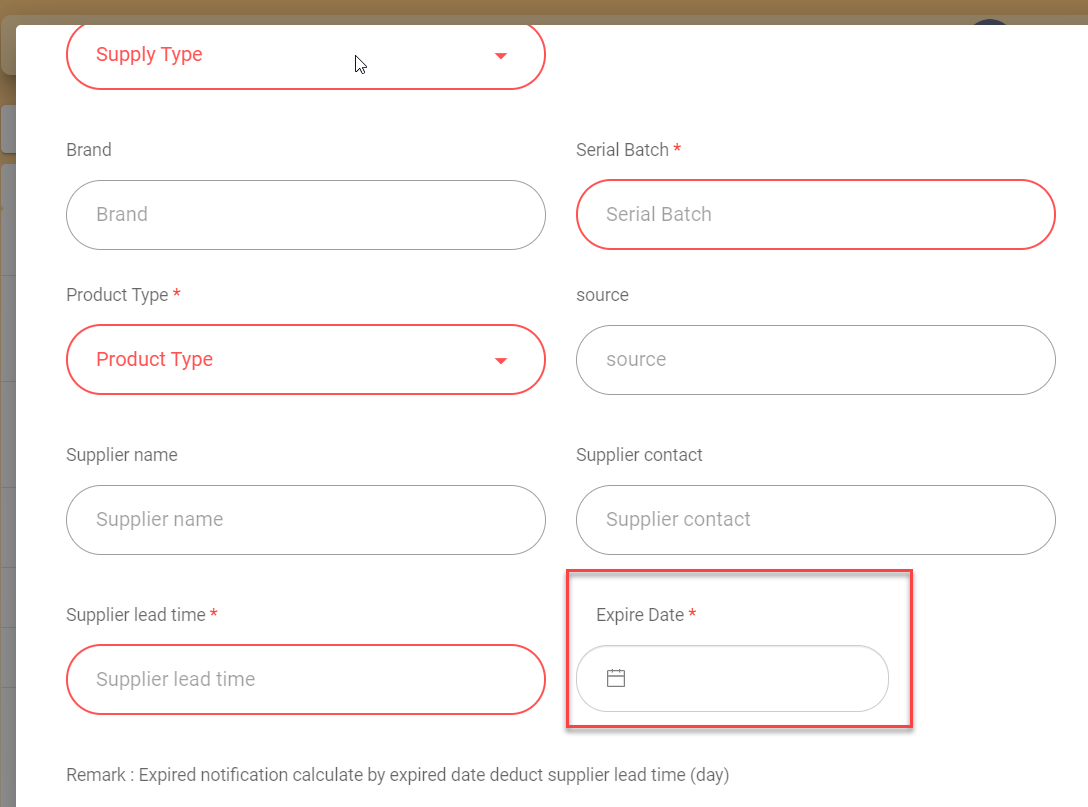 Supply Type
Brand
Serial Batch *
Brand
Serial Batch
Product Type *
source
Product Type
source
Supplier name
Supplier contact
Supplier name
Supplier contact
Supplier lead time *
Expire Date *
Supplier lead time
Remark : Expired notification calculate by expired date deduct supplier lead time (day)